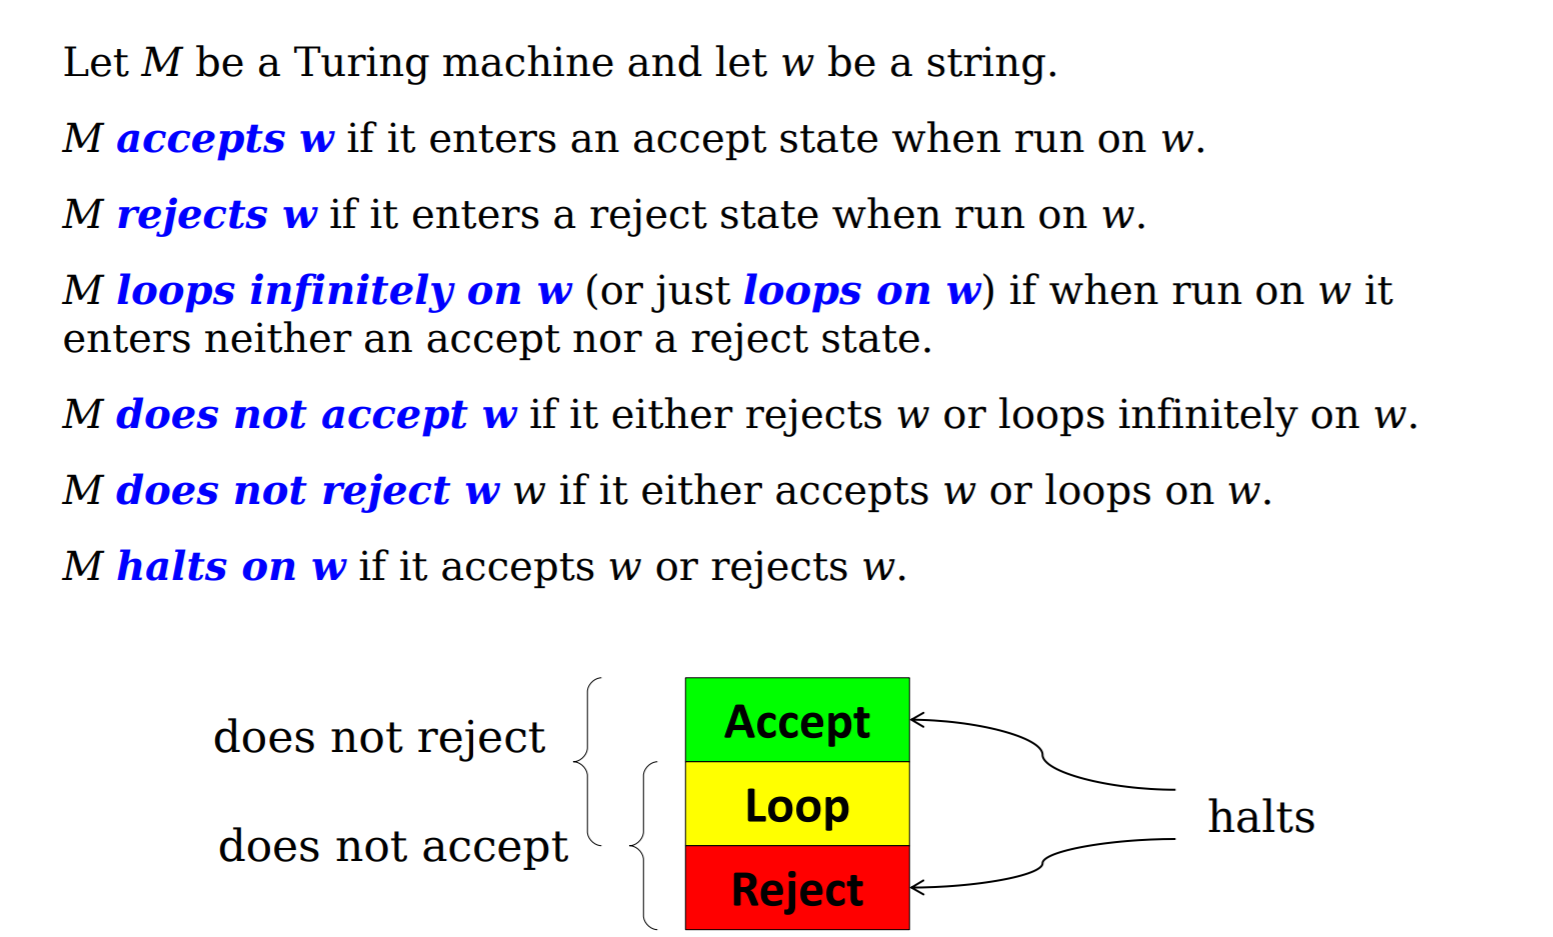 Let M be a Turing machine and let w be a string.
M accepts w if it enters an accept state when run on w.
M rejects w if it enters a reject state when run on w.
M loops infinitely on w (or just loops on w) if when run on w it
enters neither an accept nor a reject state.
M does not accept w if it either rejects w or loops infinitely on w.
M does not reject w w if it either accepts w or loops on w.
M halts on w if it accepts w or rejects w.
does not reject
does not accept
Accept
Loop
Reject
halts